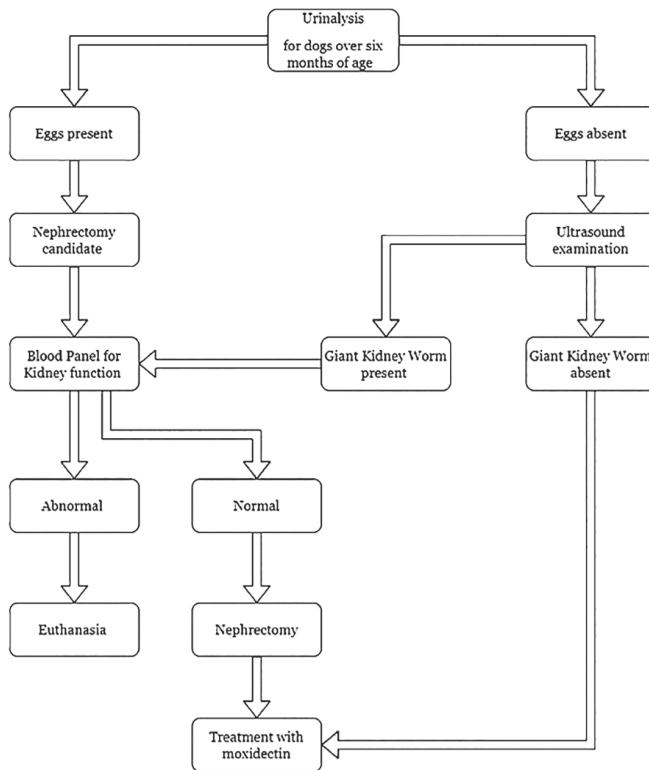 Urinalysis
for dogs over six
months of age
Eggs present
Eggs absent
Nephrectomy
candidate
Ultrasound
examination
Blood Panel for
Kidney function
Giant Kidney Worm
present
Giant Kidney Worm
absent
Abnormal
Normal
Euthanasia
Nephrectomy
Treatment with
moxidectin